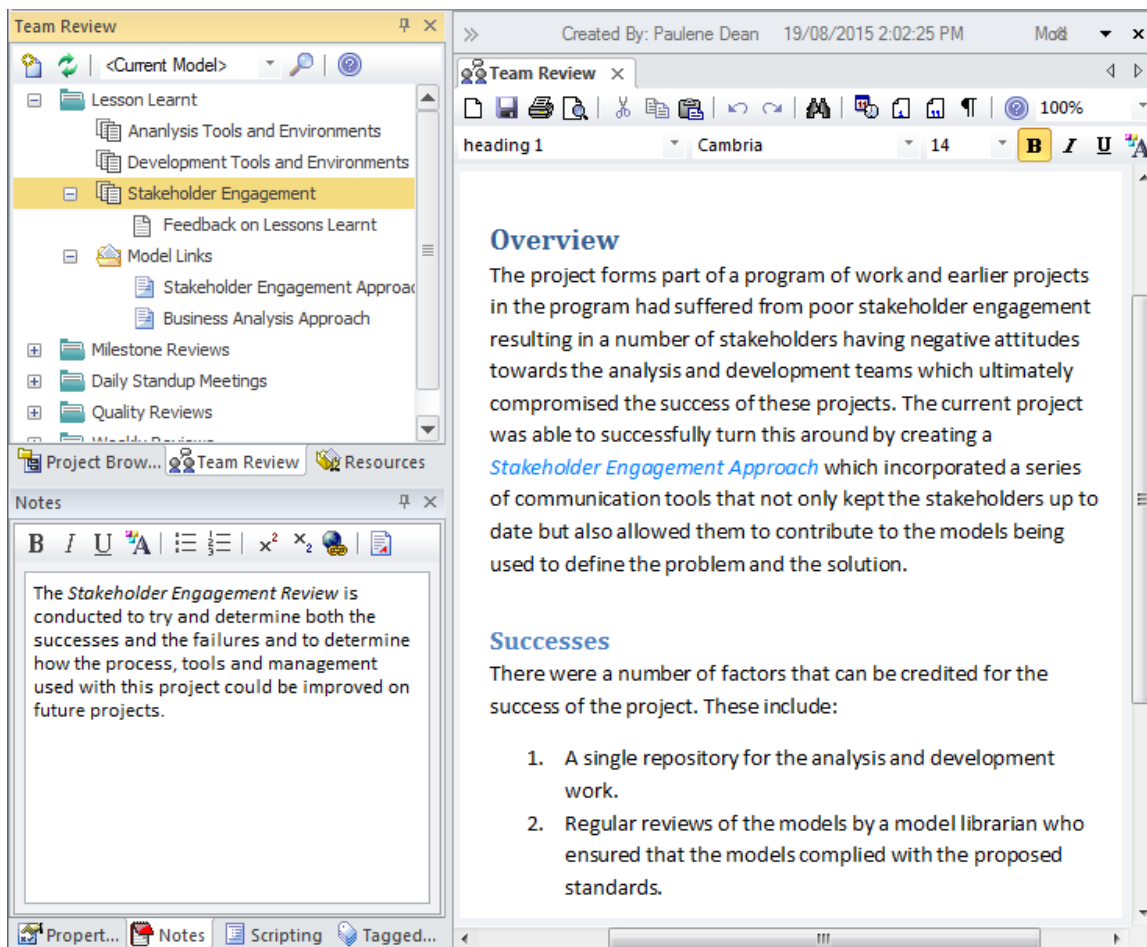 Team Review
<Current Model>
Lesson Learnt
Ananlysis Tools and Environments
Development Tools and Environments
Stakeholder Engagement
Feedback on Lessons Learnt
Model Links
Stakeholder Engagement Approac
Business Analysis Approach
Milestone Reviews
Daily Standup Meetings
Quality Reviews
Weekly Reviews
Project Brow... Team Review Resources
Notes
B I U A x² x₂
The Stakeholder Engagement Review is
conducted to try and determine both the
successes and the failures and to determine
how the process, tools and management
used with this project could be improved on
future projects.
Propert... Notes Scripting Tagged...
Created By: Paulene Dean 19/08/2015 2:02:25 PM
Team Review
100%
heading 1 Cambria 14 B I U A
Overview
The project forms part of a program of work and earlier projects
in the program had suffered from poor stakeholder engagement
resulting in a number of stakeholders having negative attitudes
towards the analysis and development teams which ultimately
compromised the success of these projects. The current project
was able to successfully turn this around by creating a
Stakeholder Engagement Approach which incorporated a series
of communication tools that not only kept the stakeholders up to
date but also allowed them to contribute to the models being
used to define the problem and the solution.
Successes
There were a number of factors that can be credited for the
success of the project. These include:
1. A single repository for the analysis and development
work.
2. Regular reviews of the models by a model librarian who
ensured that the models complied with the proposed
standards.